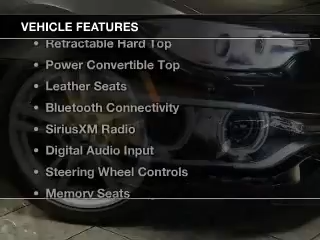 VEHICLE FEATURES
• Retractable Hard Top
• Power Convertible Top
• Leather Seats
• Bluetooth Connectivity
• SiriusXM Radio
• Digital Audio Input
• Steering Wheel Controls
• Memory Seats